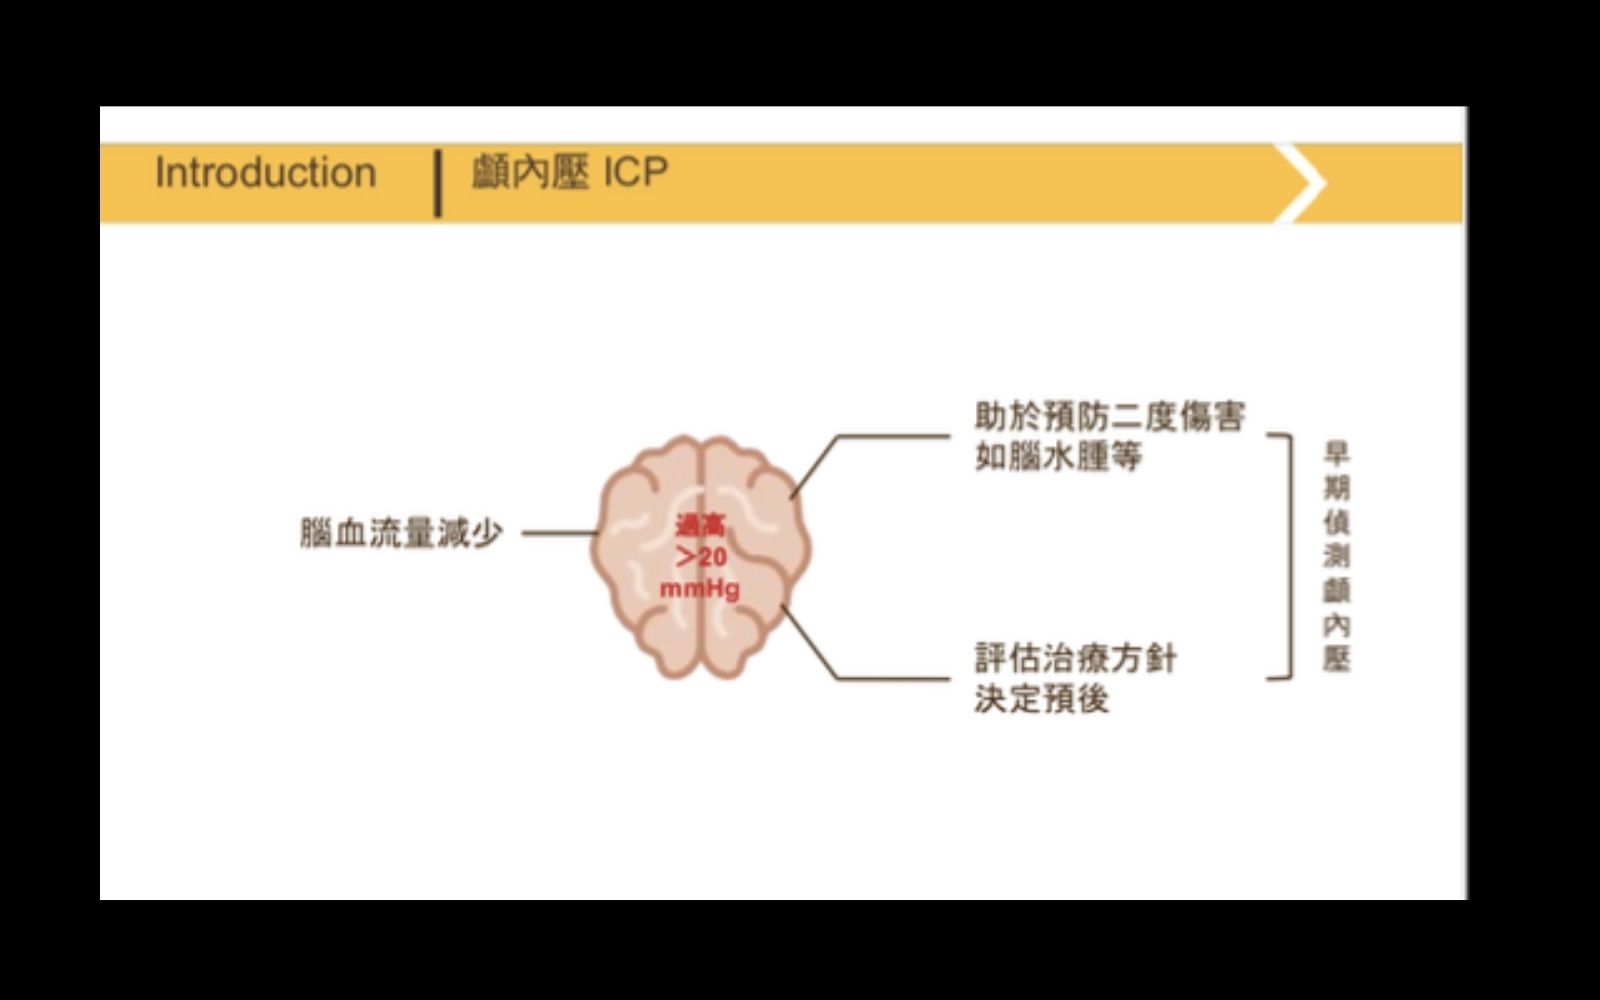 Introduction
顱內壓 ICP
助於預防二度傷害
如腦水腫等
腦血流量減少
過高
>20
mmHg
評估治療方針
決定預後
早期偵測顱內壓